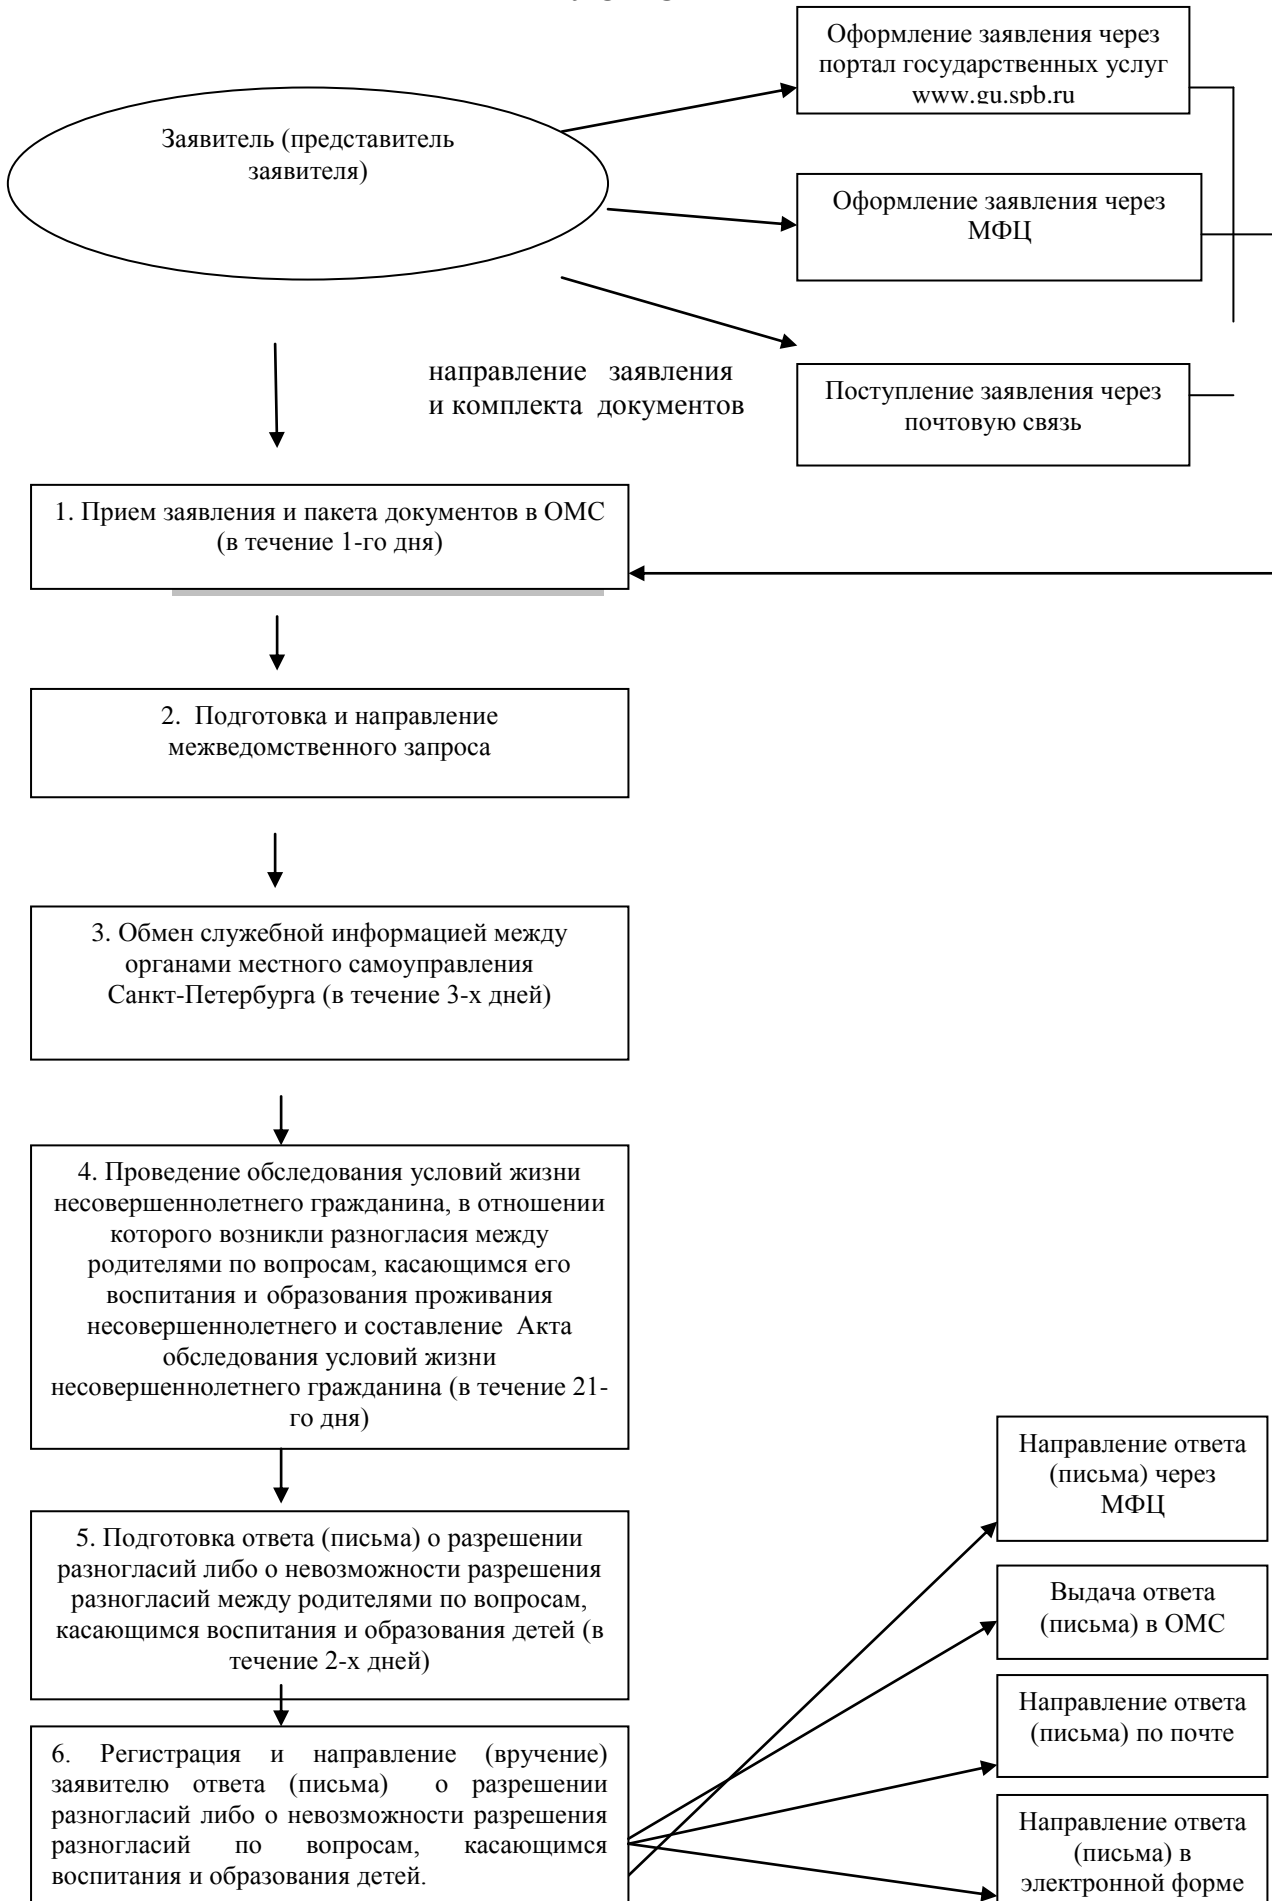 Оформление заявления через
портал государственных услуг
www.gu.spb.ru
Заявитель (представитель
заявителя)
Оформление заявления через
МФЦ
направление заявления
и комплекта документов
Поступление заявления через
почтовую связь
1. Прием заявления и пакета документов в ОМС
(в течение 1-го дня)
2. Подготовка и направление
межведомственного запроса
3. Обмен служебной информацией между
органами местного самоуправления
Санкт-Петербурга (в течение 3-х дней)
4. Проведение обследования условий жизни
несовершеннолетнего гражданина, в отношении
которого возникли разногласия между
родителями по вопросам, касающимся его
воспитания и образования проживания
несовершеннолетнего и составление Акта
обследования условий жизни
несовершеннолетнего гражданина (в течение 21-
го дня)
5. Подготовка ответа (письма) о разрешении
разногласий либо о невозможности разрешения
разногласий между родителями по вопросам,
касающимся воспитания и образования детей (в
течение 2-х дней)
6. Регистрация и направление (вручение)
заявителю ответа (письма) о разрешении
разногласий либо о невозможности разрешения
разногласий по вопросам, касающимся
воспитания и образования детей.
Направление ответа
(письма) через
МФЦ
Выдача ответа
(письма) в ОМС
Направление ответа
(письма) по почте
Направление ответа
(письма) в
электронной форме